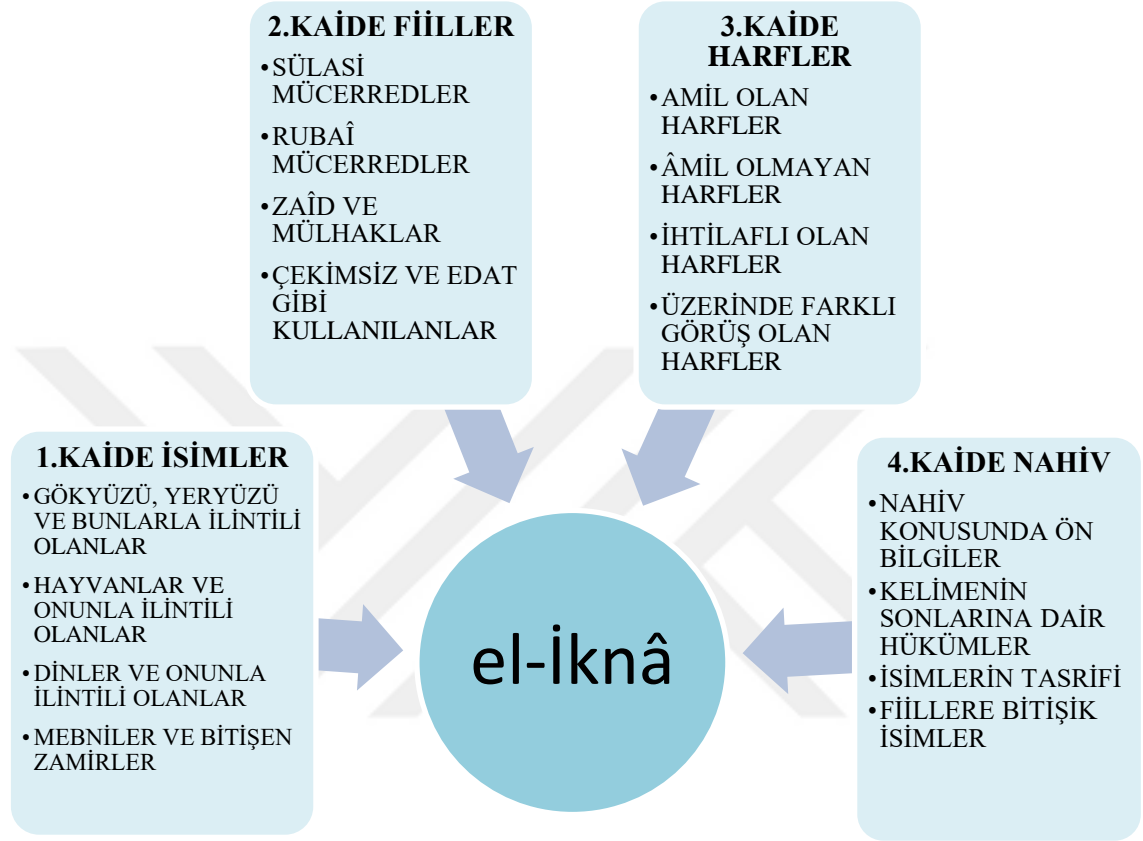 2.KAİDE FİİLLER
•SÜLASİ
MÜCERREDLER
•RUBAÎ
MÜCERREDLER
•ZAÎD VE
MÜLHAKLAR
•ÇEKİMSİZ VE EDAT
GİBİ
KULLANILANLAR
3.KAİDE
HARFLER
•AMİL OLAN
HARFLER
•ÂMİL OLMAYAN
HARFLER
•İHTİLAFLI OLAN
HARFLER
•ÜZERİNDE FARKLI
GÖRÜŞ OLAN
HARFLER
1.KAİDE İSİMLER
•GÖKYÜZÜ, YERYÜZÜ
VE BUNLARLA İLİNTİLİ
OLANLAR
•HAYVANLAR VE
ONUNLA İLİNTİLİ
OLANLAR
•DİNLER VE ONUNLA
İLİNTİLİ OLANLAR
•MEBNİLER VE BİTİŞEN
ZAMİRLER
4.KAİDE NAHİV
•NAHİV
KONUSUNDA ÖN
BİLGİLER
•KELİMENİN
SONLARINA DAİR
HÜKÜMLER
•İSİMLERİN TASRİFİ
•FİİLLERE BİTİŞİK
İSİMLER
el-İknâ